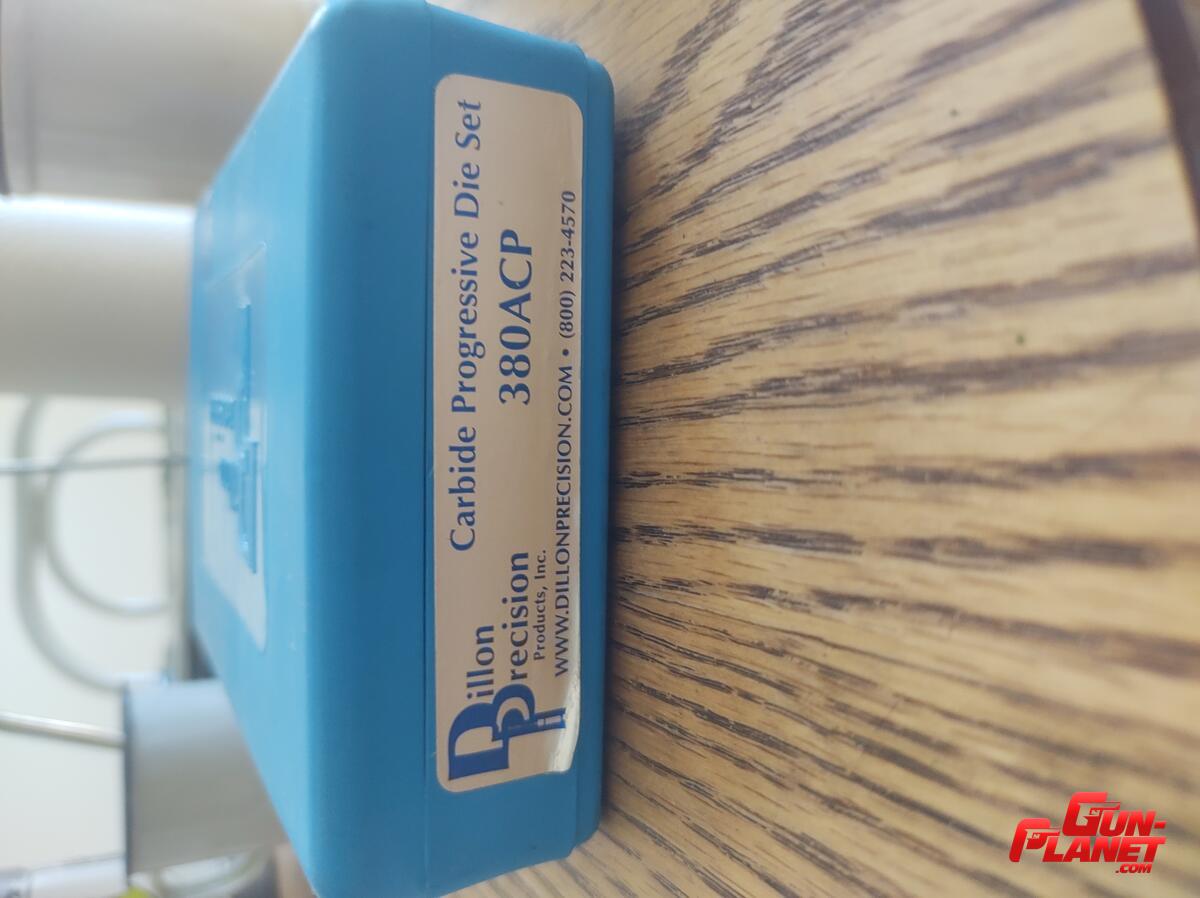 Dillon
Precision
Products, Inc.
Carbide Progressive Die Set
380ACP
WWW.DILLONPRECISION.COM • (800) 223-4570
GUN-
PLANET
.COM